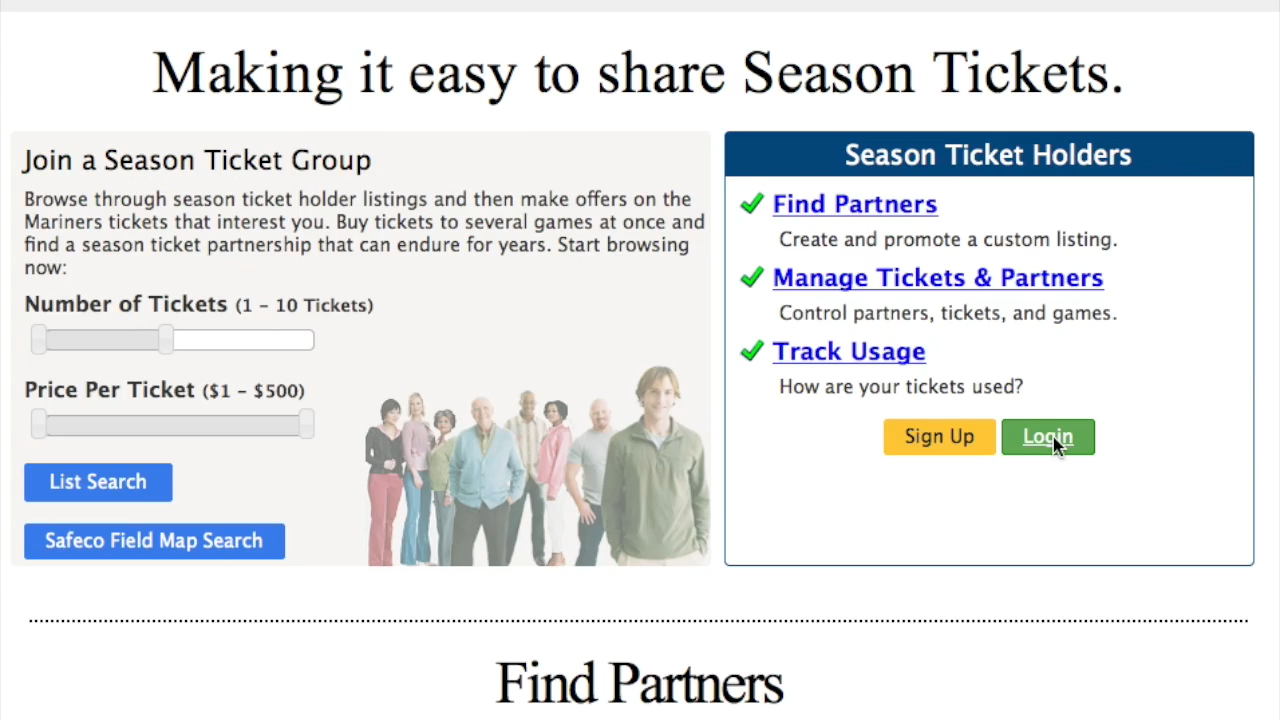 Making it easy to share Season Tickets.
Join a Season Ticket Group
Browse through season ticket holder listings and then make offers on the
Mariners tickets that interest you. Buy tickets to several games at once and
find a season ticket partnership that can endure for years. Start browsing
now:
Number of Tickets (1 – 10 Tickets)
Price Per Ticket ($1 – $500)
List Search
Safeco Field Map Search
Season Ticket Holders
Find Partners
Create and promote a custom listing.
Manage Tickets & Partners
Control partners, tickets, and games.
Track Usage
How are your tickets used?
Sign Up Login
Find Partners